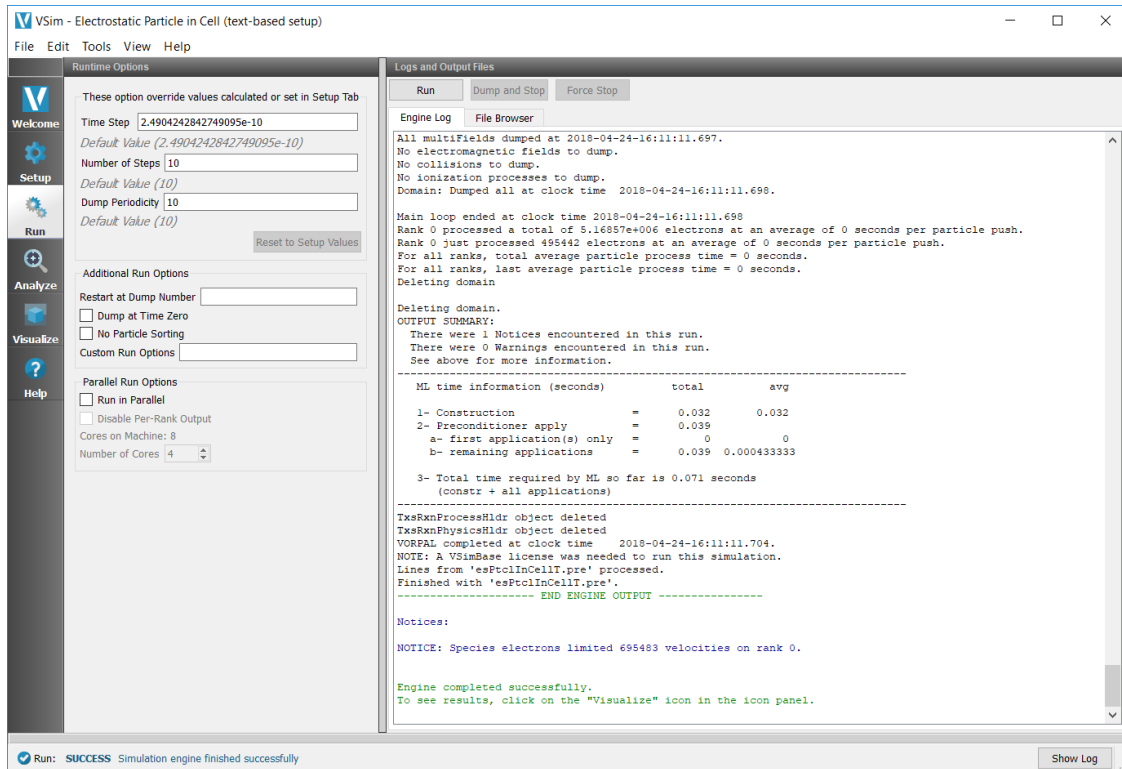 VSim - Electrostatic Particle in Cell (text-based setup)
File Edit Tools View Help
Welcome
Setup
Run
Analyze
Visualize
Help
Runtime Options
These option override values calculated or set in Setup Tab
Time Step 2.4904242842749095e-10
Default Value (2.4904242842749095e-10)
Number of Steps 10
Default Value (10)
Dump Periodicity 10
Default Value (10)
Reset to Setup Values
Additional Run Options
Restart at Dump Number
Dump at Time Zero
No Particle Sorting
Custom Run Options
Parallel Run Options
Run in Parallel
Disable Per-Rank Output
Cores on Machine: 8
Number of Cores 4
Logs and Output Files
Run Dump and Stop Force Stop
Engine Log File Browser
All multiFields dumped at 2018-04-24-16:11:11.697.
No electromagnetic fields to dump.
No collisions to dump.
No ionization processes to dump.
Domain: Dumped all at clock time 2018-04-24-16:11:11.698.
Main loop ended at clock time 2018-04-24-16:11:11.698
Rank 0 processed a total of 5.16857e+006 electrons at an average of 0 seconds per particle push.
Rank 0 just processed 495442 electrons at an average of 0 seconds per particle push.
For all ranks, total average particle process time = 0 seconds.
For all ranks, last average particle process time = 0 seconds.
Deleting domain
Deleting domain.
OUTPUT SUMMARY:
There were 1 Notices encountered in this run.
There were 0 Warnings encountered in this run.
See above for more information.
--------------------------------------------------------------------------------
ML time information (seconds) total avg
1- Construction = 0.032 0.032
2- Preconditioner apply = 0.039
a- first application(s) only = 0 0
b- remaining applications = 0.039 0.000433333
3- Total time required by ML so far is 0.071 seconds
(constr + all applications)
--------------------------------------------------------------------------------
TxsRxnProcessHldr object deleted
TxsRxnPhysicsHldr object deleted
VORPAL completed at clock time 2018-04-24-16:11:11.704.
NOTE: A VSimBase license was needed to run this simulation.
Lines from 'esPtclInCellT.pre' processed.
Finished with 'esPtclInCellT.pre'.
--------------------- END ENGINE OUTPUT ----------------
Notices:
NOTICE: Species electrons limited 695483 velocities on rank 0.
Engine completed successfully.
To see results, click on the "Visualize" icon in the icon panel.
Run: SUCCESS Simulation engine finished successfully
Show Log